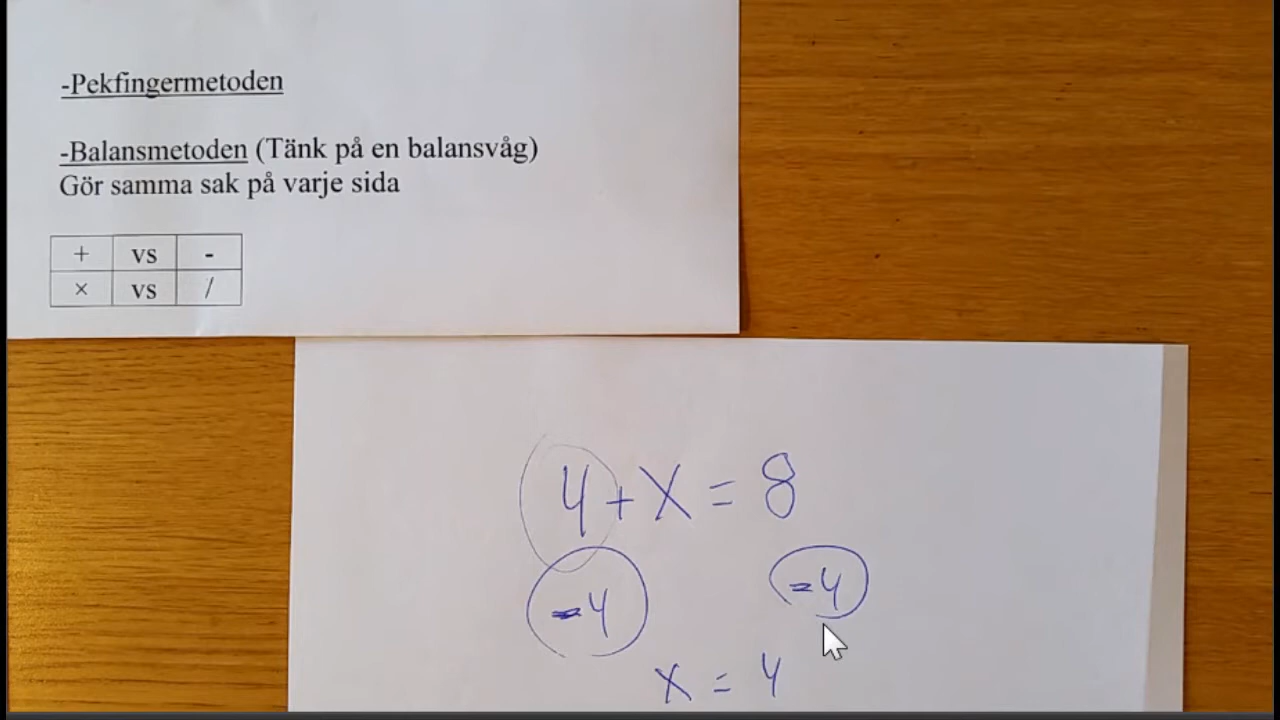 -Pekfingermetoden
-Balansmetoden (Tänk på en balansvåg)
Gör samma sak på varje sida
+ vs -
× vs /
4+X=8
-4 -4
x=4